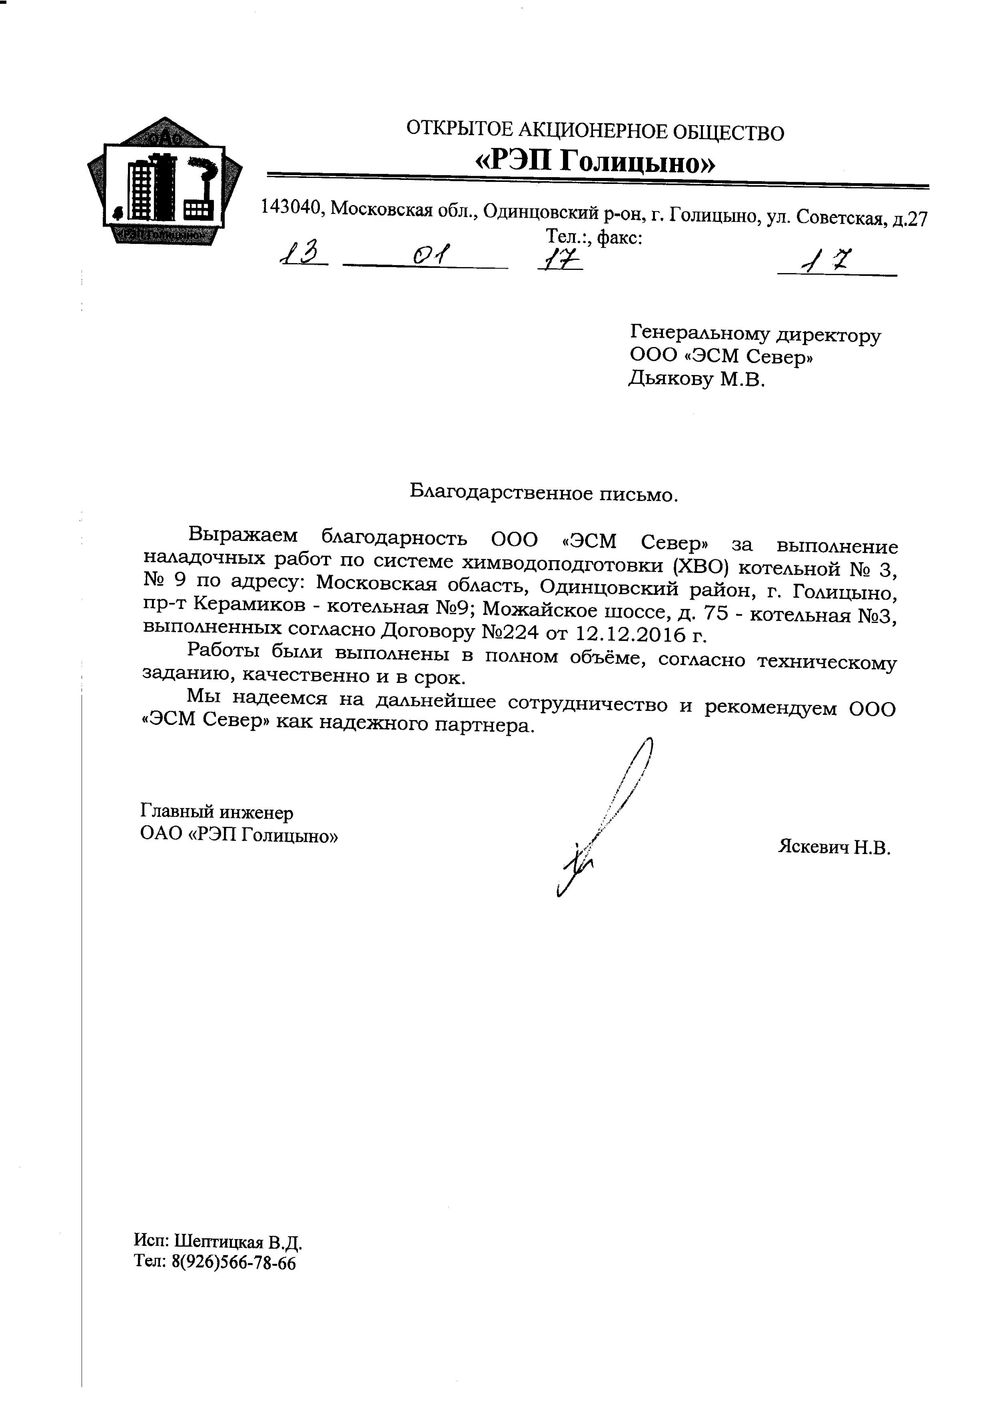 ОАО
«РЭП Голицыно»
ОТКРЫТОЕ АКЦИОНЕРНОЕ ОБЩЕСТВО
«РЭП Голицыно»
143040, Московская обл., Одинцовский р-он, г. Голицыно, ул. Советская, д.27
Тел.:, факс:
13 01 17 17
Генеральному директору
ООО «ЭСМ Север»
Дьякову М.В.
Благодарственное письмо.
Выражаем благодарность ООО «ЭСМ Север» за выполнение
наладочных работ по системе химводоподготовки (ХВО) котельной № 3,
№ 9 по адресу: Московская область, Одинцовский район, г. Голицыно,
пр-т Керамиков - котельная №9; Можайское шоссе, д. 75 - котельная №3,
выполненных согласно Договору №224 от 12.12.2016 г.
Работы были выполнены в полном объёме, согласно техническому
заданию, качественно и в срок.
Мы надеемся на дальнейшее сотрудничество и рекомендуем ООО
«ЭСМ Север» как надежного партнера.
Главный инженер
ОАО «РЭП Голицыно»
Яскевич Н.В.
Исп: Шептицкая В.Д.
Тел: 8(926)566-78-66